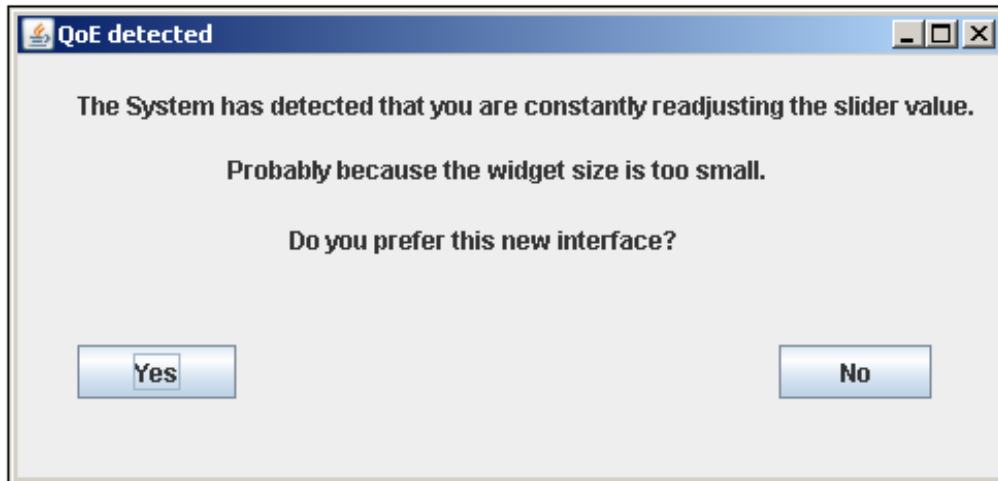 QoE detected
The System has detected that you are constantly readjusting the slider value.
Probably because the widget size is too small.
Do you prefer this new interface?
Yes
No